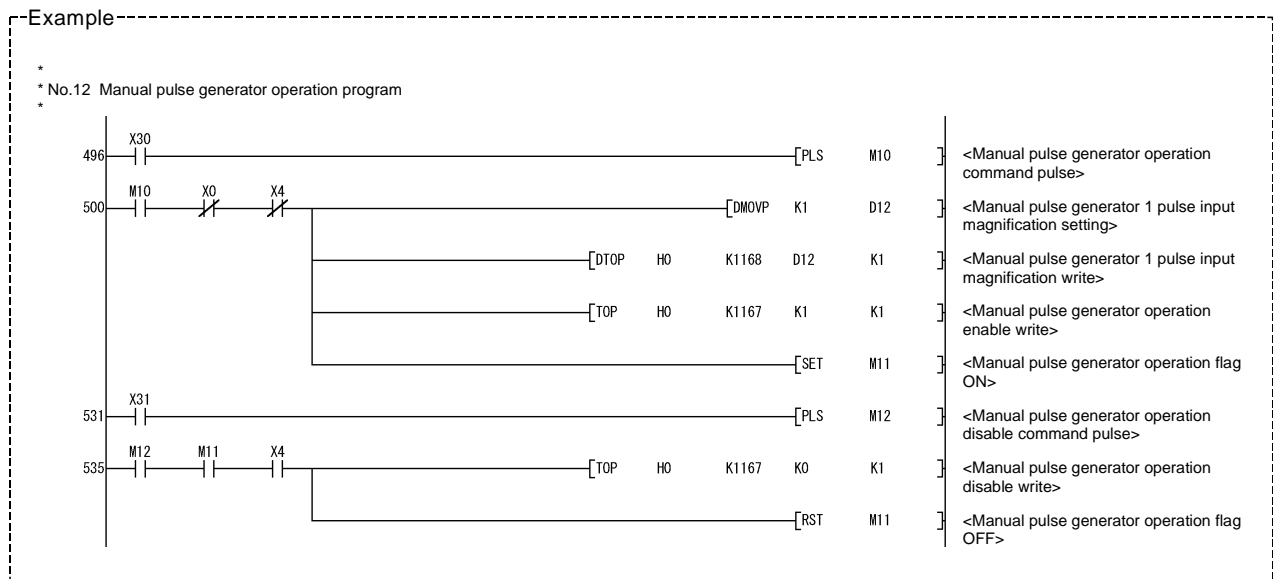 Example
*
* No.12 Manual pulse generator operation program
*
X30
496 PLS M10 <Manual pulse generator operation
command pulse>
M10 X0 X4
500 DMOVP K1 D12 <Manual pulse generator 1 pulse input
magnification setting>
DTOP H0 K1168 D12 K1 <Manual pulse generator 1 pulse input
magnification write>
TOP H0 K1167 K1 K1 <Manual pulse generator operation
enable write>
SET M11 <Manual pulse generator operation flag
ON>
X31
531 PLS M12 <Manual pulse generator operation
disable command pulse>
M12 M11 X4
535 TOP H0 K1167 K0 K1 <Manual pulse generator operation
disable write>
RST M11 <Manual pulse generator operation flag
OFF>